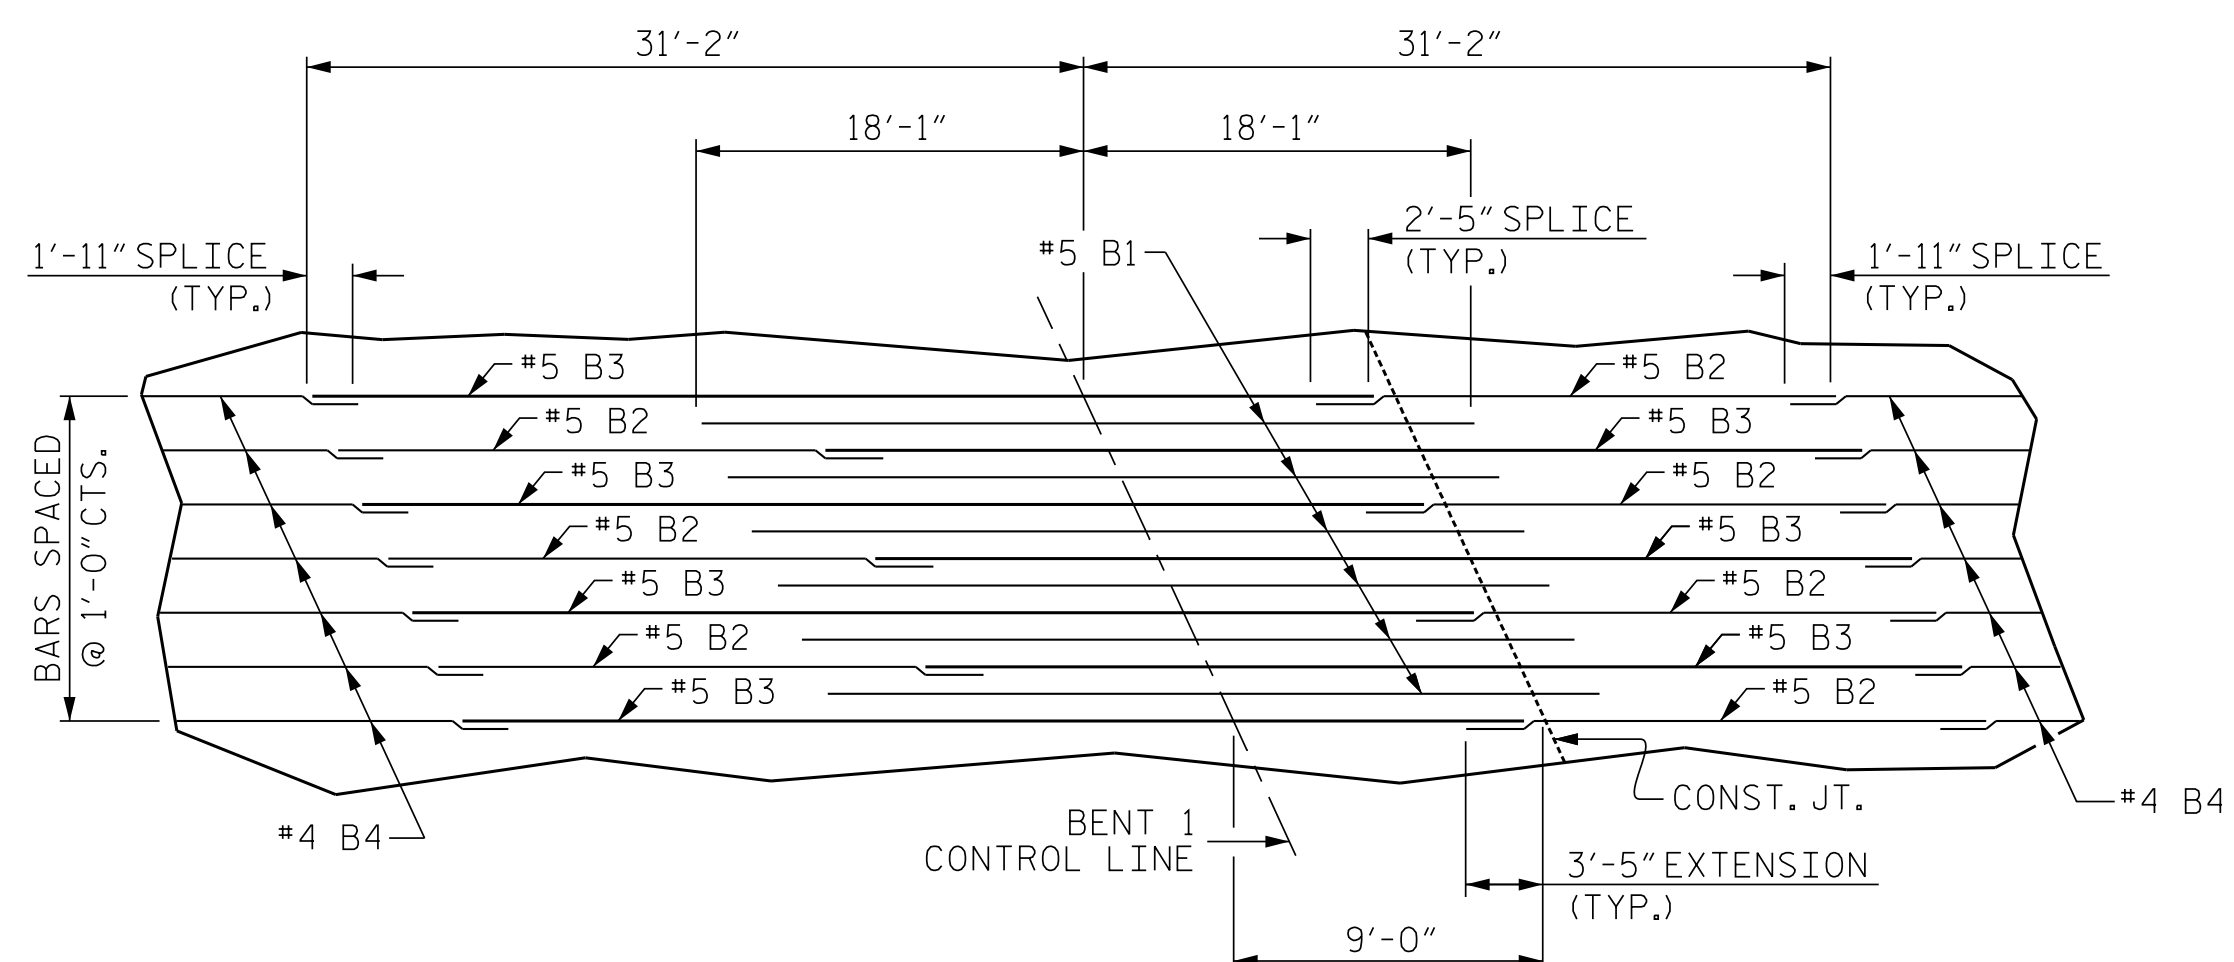 31'-2"
31'-2"
18'-1"
18'-1"
2'-5" SPLICE
(TYP.)
#5 B1
1'-11" SPLICE
(TYP.)
1'-11" SPLICE
(TYP.)
#5 B3
#5 B2
#5 B2
#5 B3
#5 B3
#5 B2
#5 B2
#5 B3
#5 B3
#5 B2
#5 B2
#5 B3
#5 B3
#5 B2
BARS SPACED
@ 1'-0" CTS.
CONST. JT.
#4 B4
#4 B4
BENT 1
CONTROL LINE
3'-5" EXTENSION
(TYP.)
9'-0"